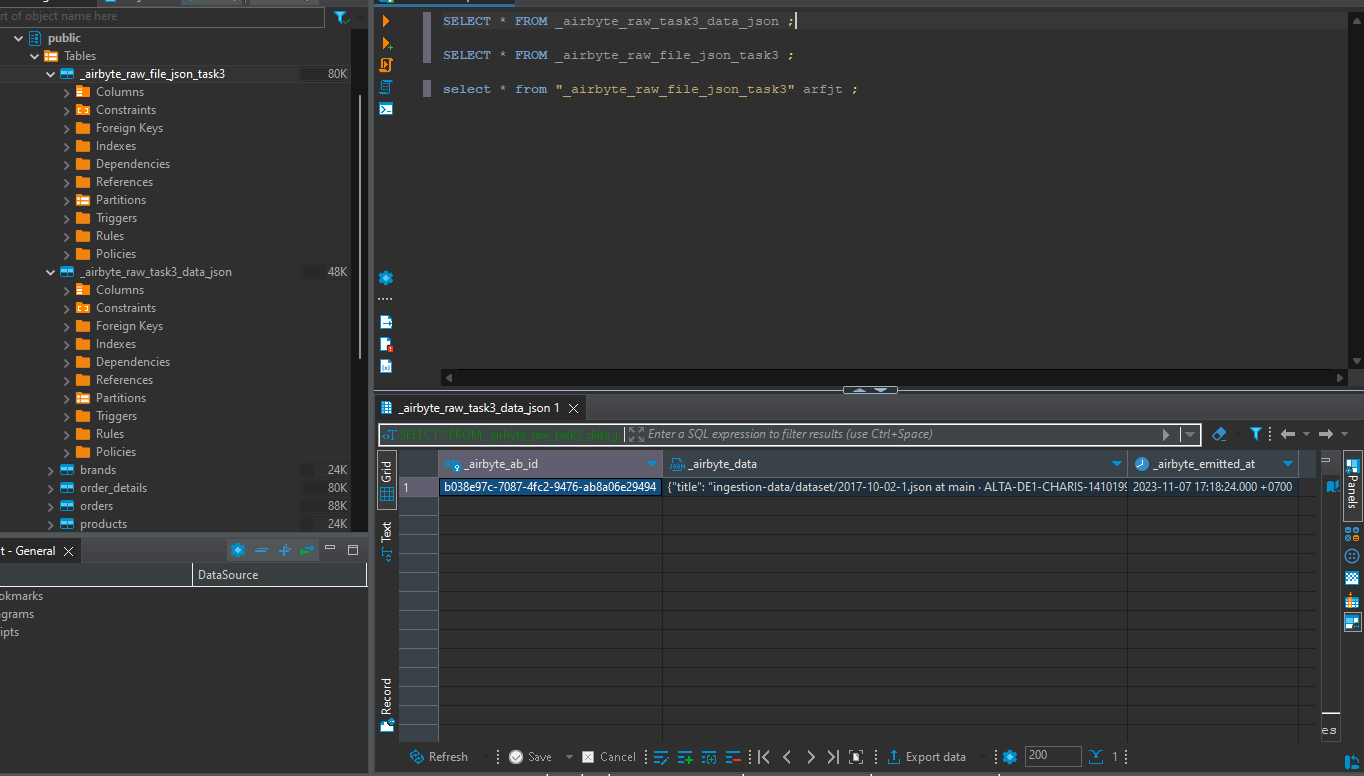 rt of object name here
public
Tables
_airbyte_raw_file_json_task3 80K
Columns
Constraints
Foreign Keys
Indexes
Dependencies
References
Partitions
Triggers
Rules
Policies
_airbyte_raw_task3_data_json 48K
Columns
Constraints
Foreign Keys
Indexes
Dependencies
References
Partitions
Triggers
Rules
Policies
brands 24K
order_details 80K
orders 88K
products 24K
t - General
DataSource
okmarks
grams
ipts
SELECT * FROM _airbyte_raw_task3_data_json ;
SELECT * FROM _airbyte_raw_file_json_task3 ;
select * from "_airbyte_raw_file_json_task3" arfjt ;
_airbyte_raw_task3_data_json 1
SELECT * FROM _airbyte_raw_task3_data_j Enter a SQL expression to filter results (use Ctrl+Space)
Grid
Text
Record
_airbyte_ab_id _airbyte_data _airbyte_emitted_at
1 b038e97c-7087-4fc2-9476-ab8a06e29494 {"title": "ingestion-data/dataset/2017-10-02-1.json at main · ALTA-DE1-CHARIS-1410199 2023-11-07 17:18:24.000 +0700
Panels
es
Refresh Save Cancel Export data 200 1